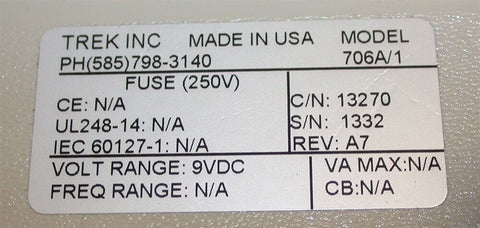 TREK INC MADE IN USA MODEL
PH(585)798-3140 706A/1
FUSE (250V)
CE: N/A
UL248-14: N/A
IEC 60127-1: N/A
C/N: 13270
S/N: 1332
REV: A7
VOLT RANGE: 9VDC
FREQ RANGE: N/A
VA MAX:N/A
CB:N/A